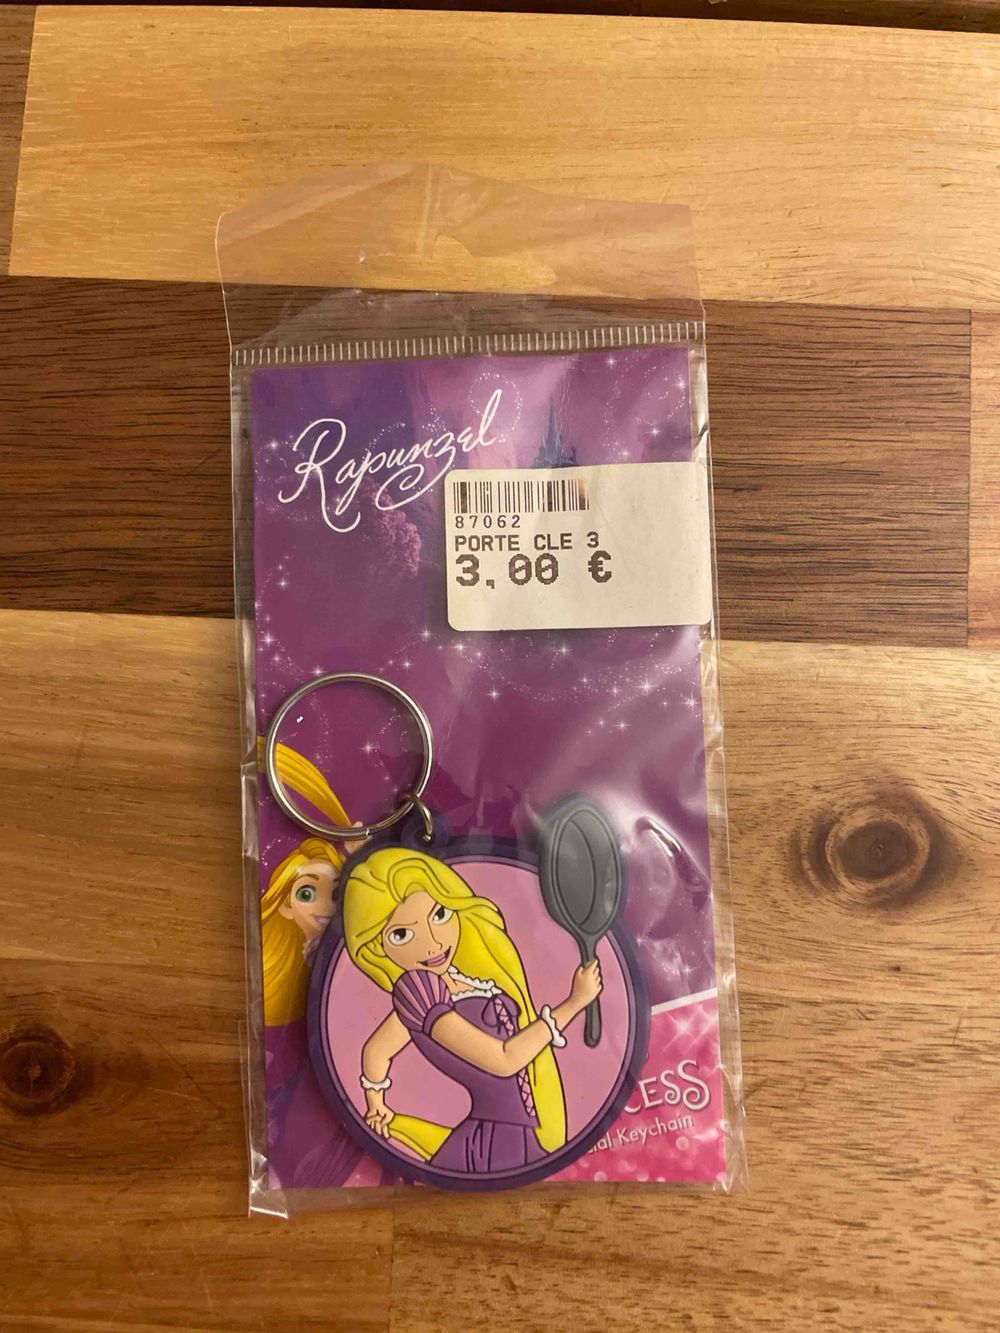 Rapunzel
87062
PORTE CLE 3
3,00 €
Keychain